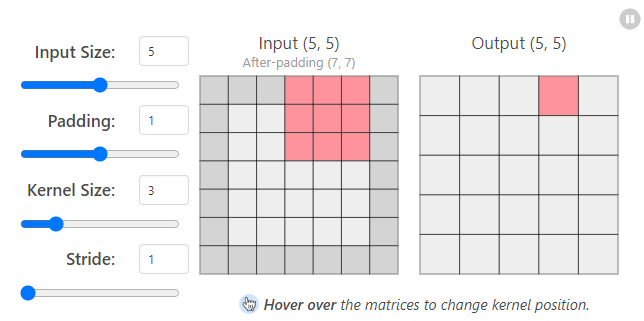 Input Size: 5
Padding: 1
Kernel Size: 3
Stride: 1
Input (5, 5)
After-padding (7, 7)
Output (5, 5)
Hover over the matrices to change kernel position.